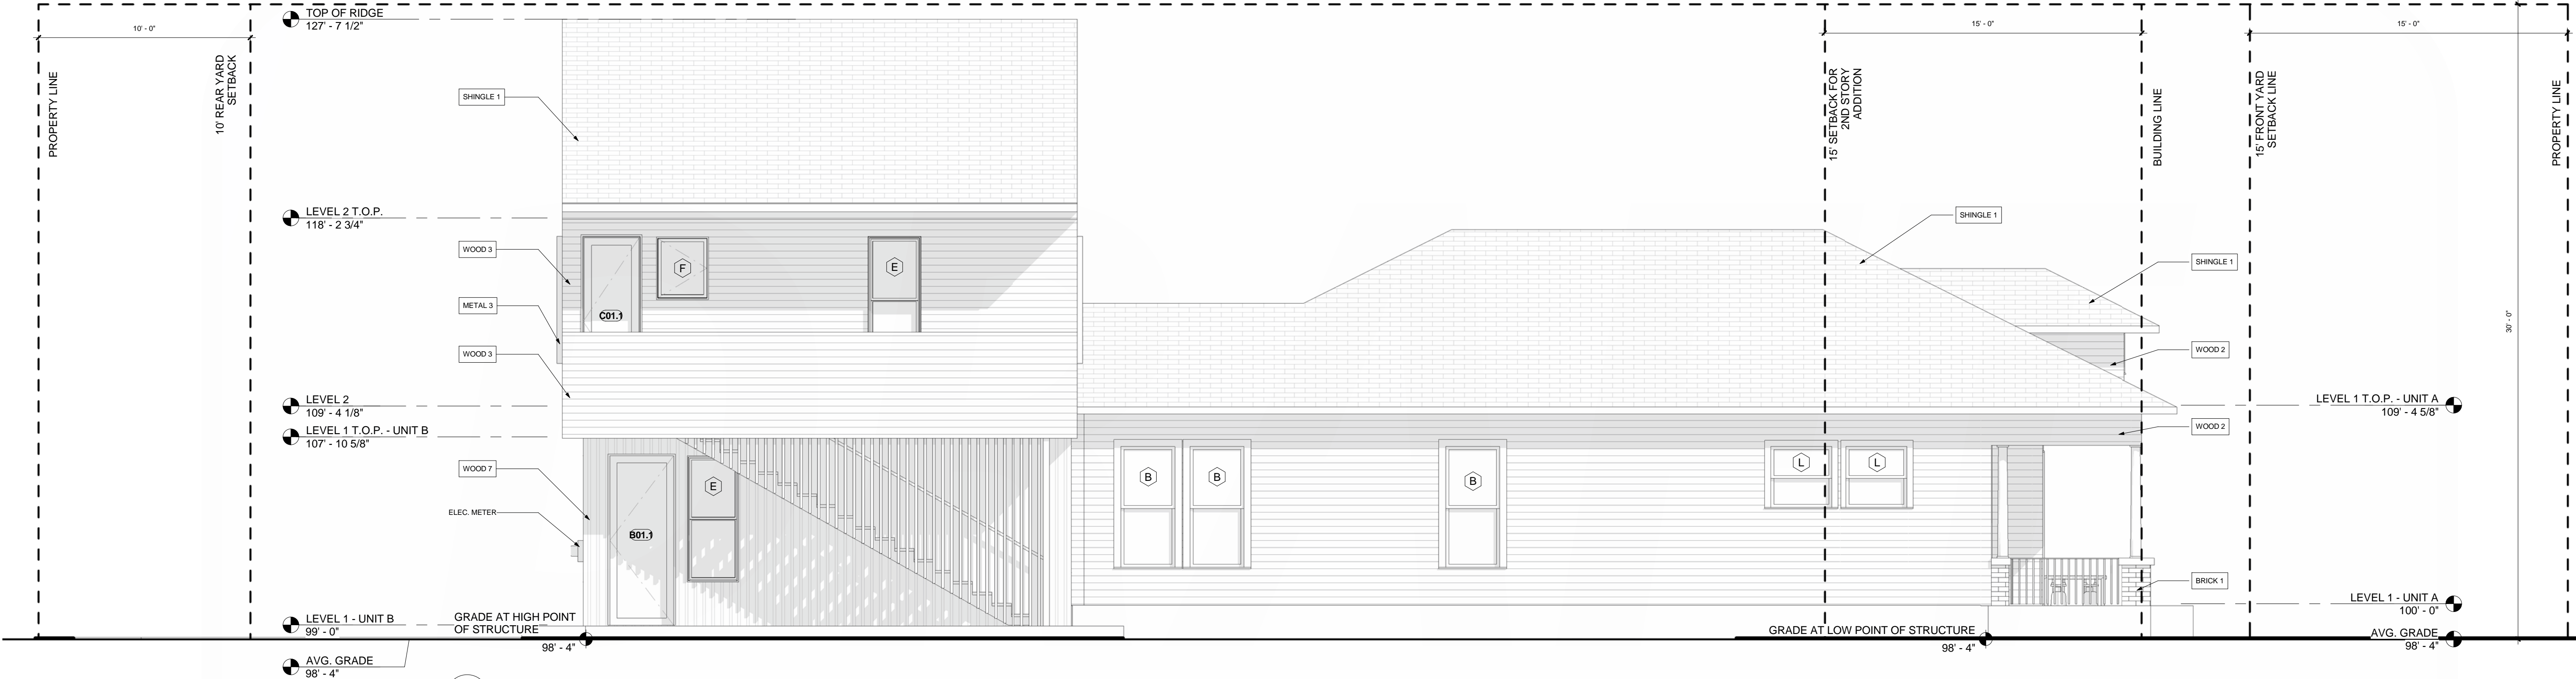 TOP OF RIDGE
127' - 7 1/2"
10' - 0"
15' - 0"
15' - 0"
PROPERTY LINE
10' REAR YARD
SETBACK
SHINGLE 1
15' SETBACK FOR
2ND STORY
ADDITION
BUILDING LINE
15' FRONT YARD
SETBACK LINE
PROPERTY LINE
LEVEL 2 T.O.P.
118' - 2 3/4"
SHINGLE 1
WOOD 3
F
E
SHINGLE 1
METAL 3
C01.1
30' - 0"
WOOD 3
WOOD 2
LEVEL 2
109' - 4 1/8"
LEVEL 1 T.O.P. - UNIT A
109' - 4 5/8"
LEVEL 1 T.O.P. - UNIT B
107' - 10 5/8"
WOOD 2
WOOD 7
E
B
B
B
L
L
ELEC. METER
B01.1
BRICK 1
LEVEL 1 - UNIT A
100' - 0"
LEVEL 1 - UNIT B
99' - 0"
GRADE AT HIGH POINT
OF STRUCTURE
98' - 4"
GRADE AT LOW POINT OF STRUCTURE
98' - 4"
AVG. GRADE
98' - 4"
AVG. GRADE
98' - 4"